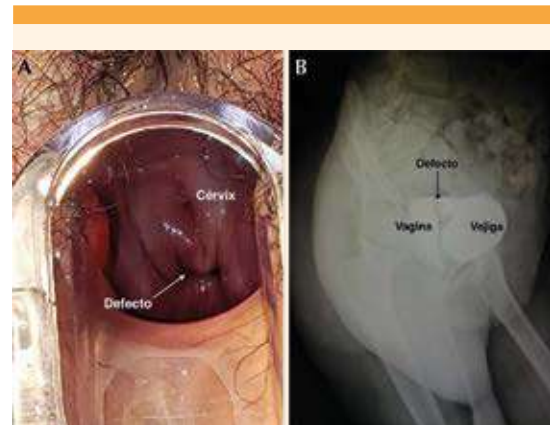 A
Cérvix
Defecto
B
Defecto
Vagina
Vejiga